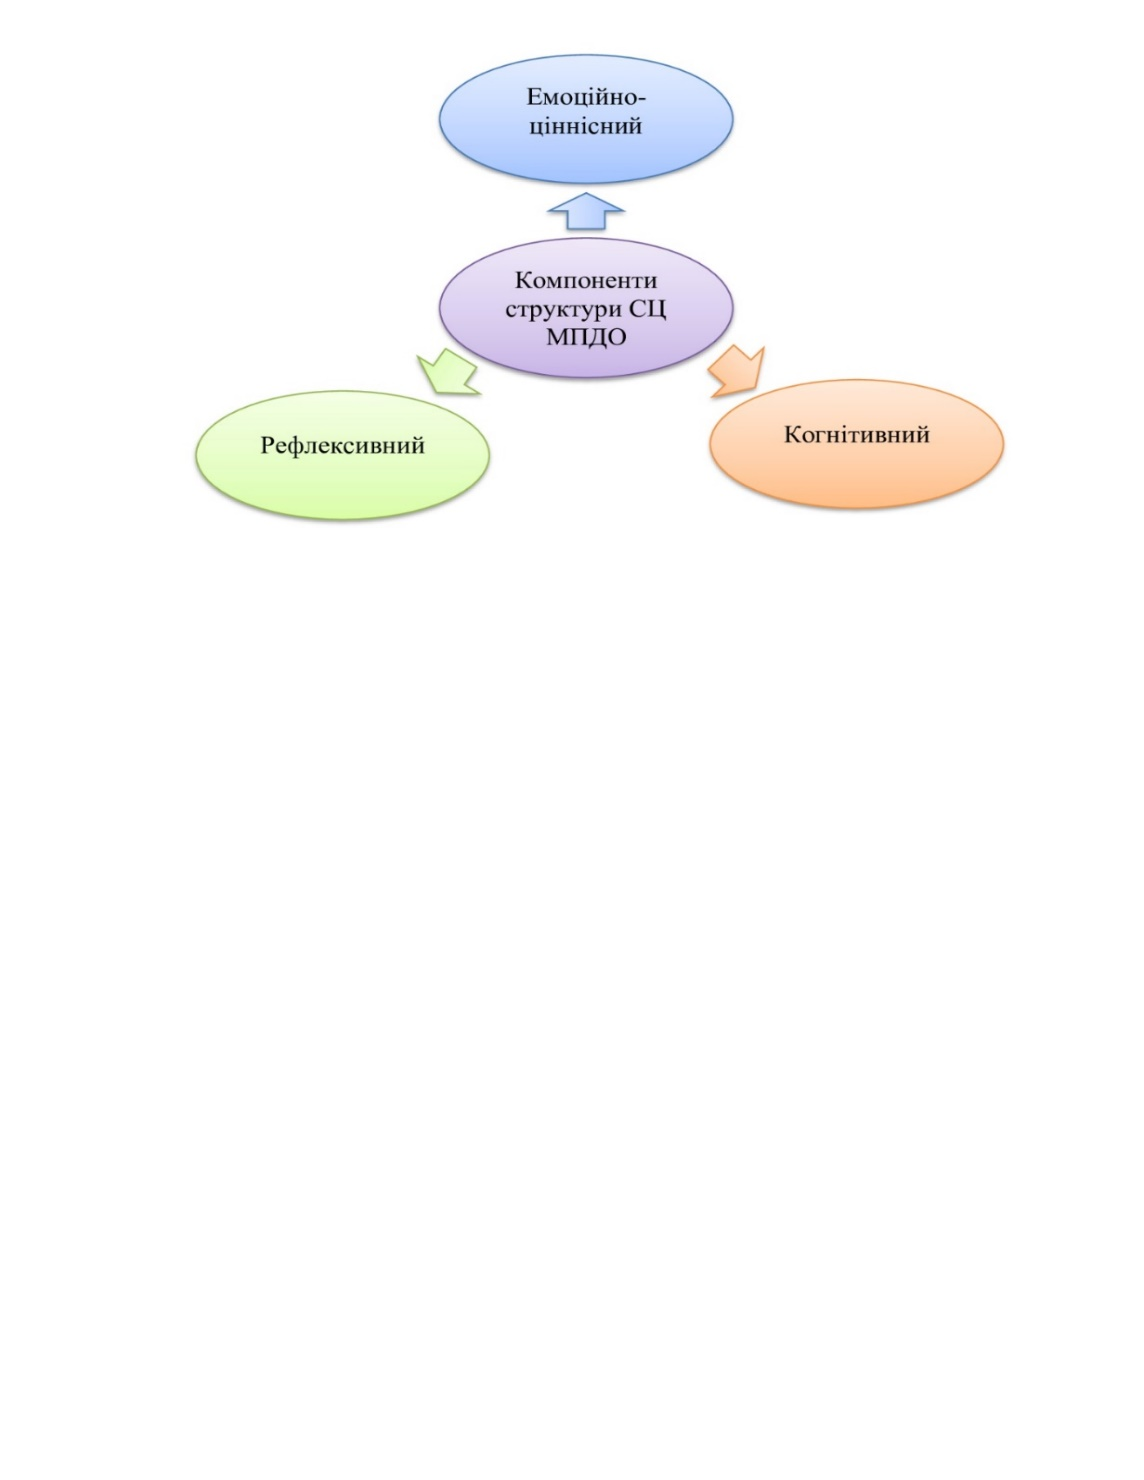 Емоційно-
ціннісний
Компоненти
структури СЦ
МПДО
Рефлексивний
Когнітивний